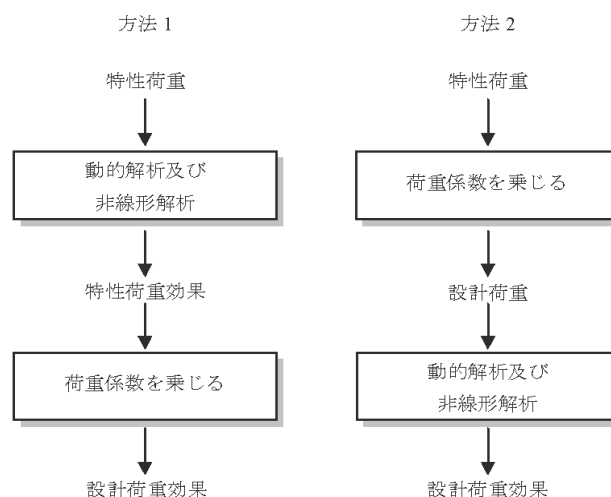 方法 1
特性荷重
動的解析及び
非線形解析
特性荷重効果
荷重係数を乗じる
設計荷重効果
方法 2
特性荷重
荷重係数を乗じる
設計荷重
動的解析及び
非線形解析
設計荷重効果